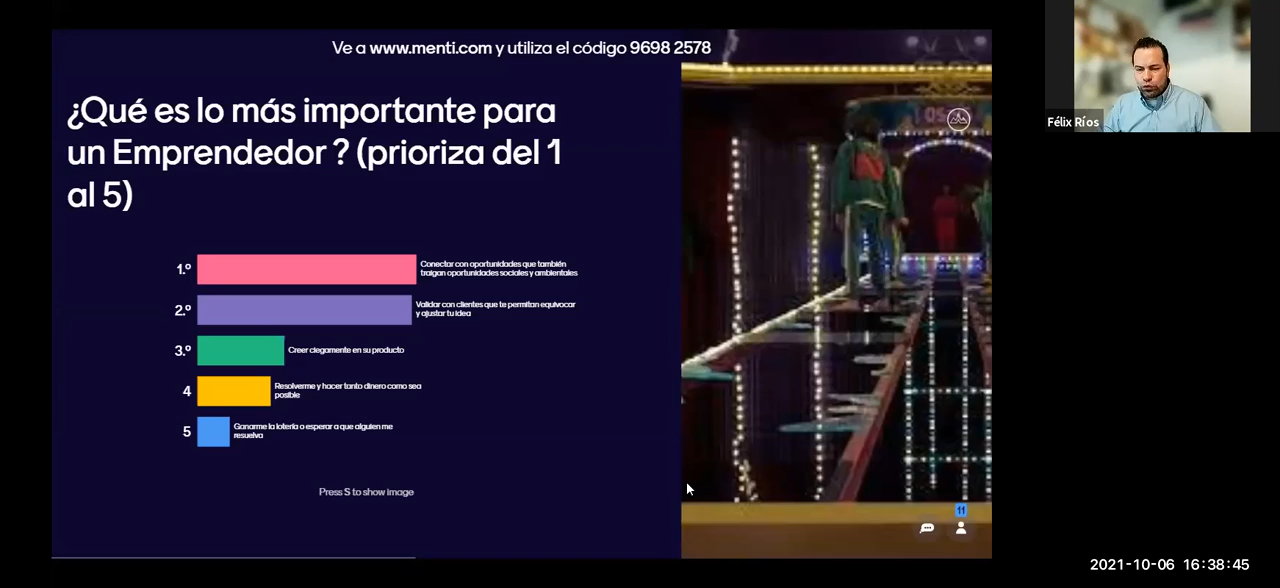 Ve a www.menti.com y utiliza el código 9698 2578
¿Qué es lo más importante para
un Emprendedor ? (prioriza del 1
al 5)
1.º
Conectar con oportunidades que también
traigan oportunidades sociales y ambientales
2.º
Validar con clientes que te permitan equivocar
y ajustar tu idea
3.º
Creer ciegamente en su producto
4
Resolverme y hacer tanto dinero como sea
posible
5
Ganarme la lotería o esperar a que alguien me
resuelva
Press S to show image
11
Félix Ríos
2021-10-06 16:38:45